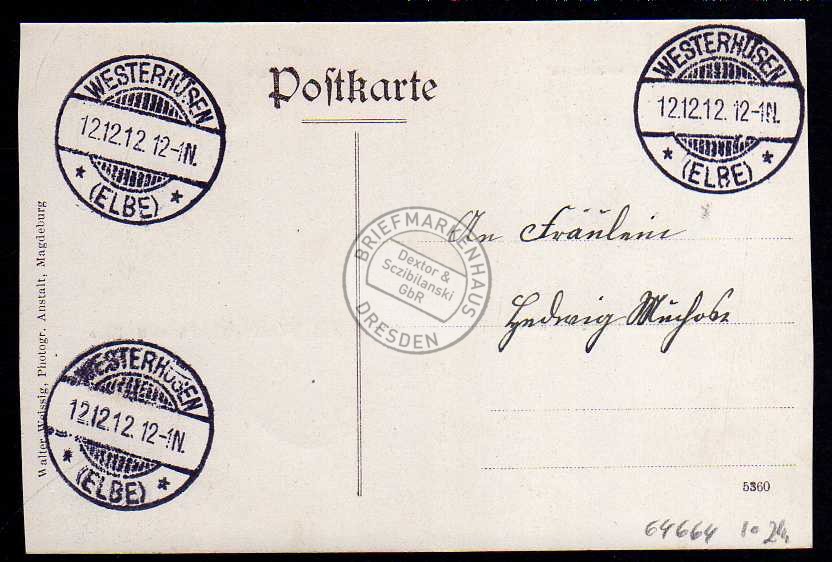 WESTERHÜSEN
12.12.12. 12-1N.
* (ELBE) *
Postkarte
WESTERHÜSEN
12.12.12. 12-1N.
* (ELBE) *
An Fräulein
Hedwig
BRIEFMARKENHAUS
Dextor &
Sczibilanski
GbR
DRESDEN
Walter Weissig, Photogr. Anstalt, Magdeburg
WESTERHÜSEN
12.12.12. 12-1N.
* (ELBE) *
5360
64664